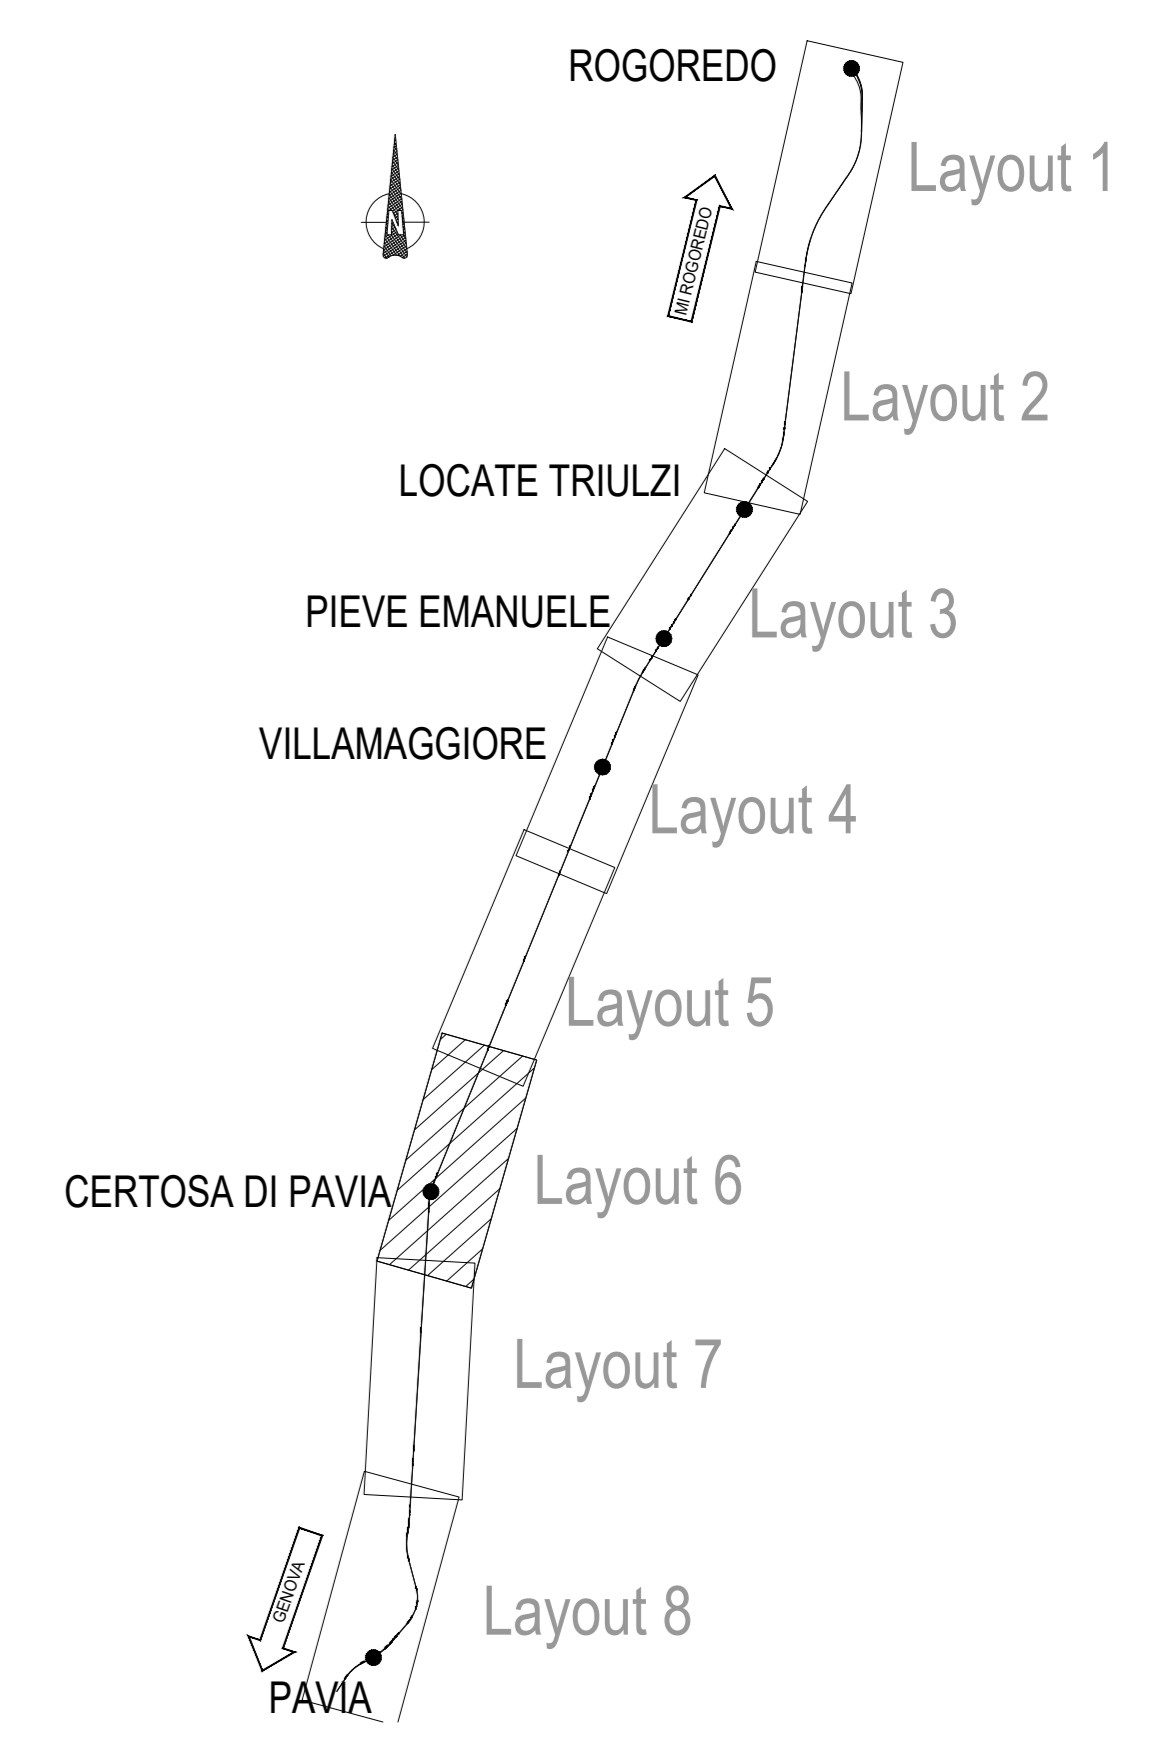 ROGOREDO
Layout 1
N
MI ROGOREDO
Layout 2
LOCATE TRIULZI
PIEVE EMANUELE
Layout 3
VILLAMAGGIORE
Layout 4
Layout 5
CERTOSA DI PAVIA
Layout 6
Layout 7
GENOVA
Layout 8
PAVIA